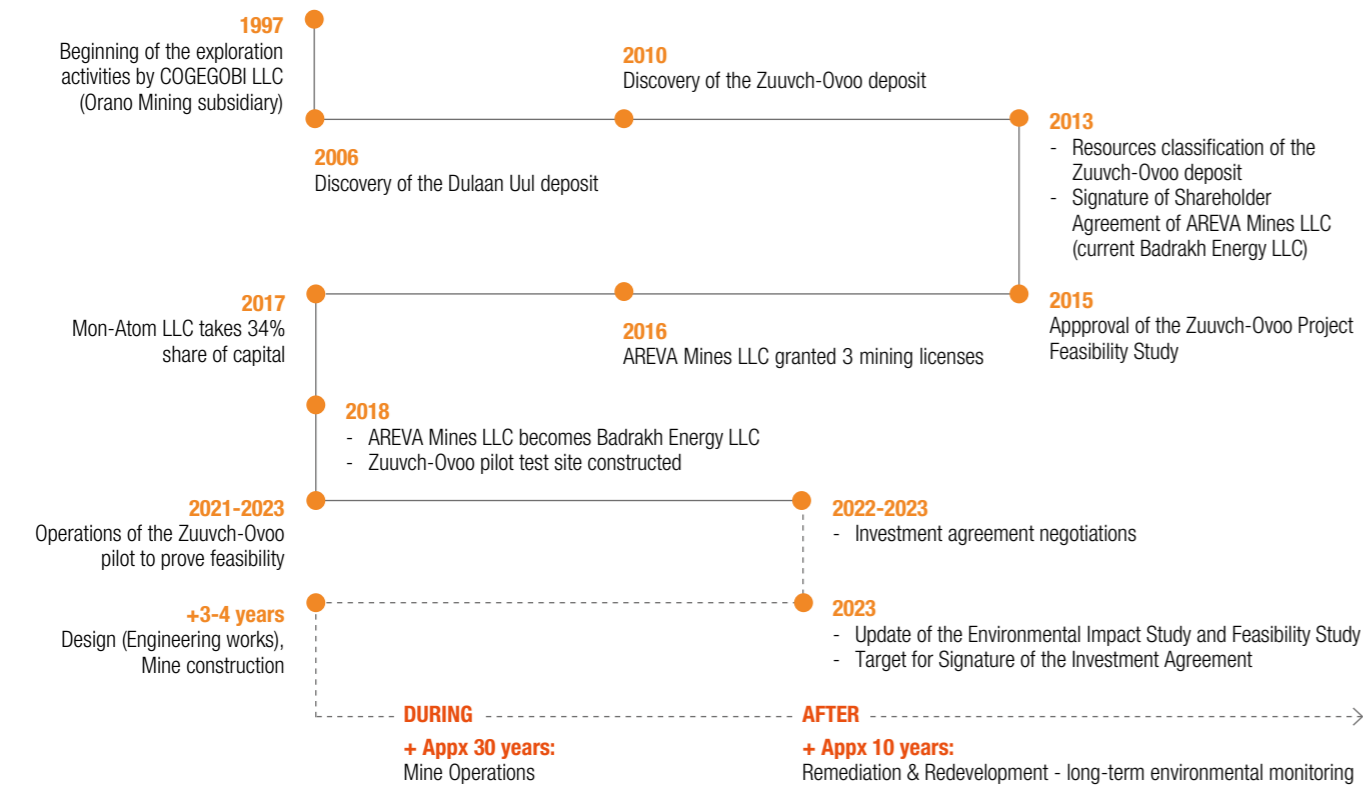 1997
Beginning of the exploration
activities by COGEGOBI LLC
(Orano Mining subsidiary)
2006
Discovery of the Dulaan Uul deposit
2010
Discovery of the Zuuvch-Ovoo deposit
2013
- Resources classification of the
Zuuvch-Ovoo deposit
- Signature of Shareholder
Agreement of AREVA Mines LLC
(current Badrakh Energy LLC)
2015
Appproval of the Zuuvch-Ovoo Project
Feasibility Study
2016
AREVA Mines LLC granted 3 mining licenses
2017
Mon-Atom LLC takes 34%
share of capital
2018
- AREVA Mines LLC becomes Badrakh Energy LLC
- Zuuvch-Ovoo pilot test site constructed
2021-2023
Operations of the Zuuvch-Ovoo
pilot to prove feasibility
2022-2023
- Investment agreement negotiations
2023
- Update of the Environmental Impact Study and Feasibility Study
- Target for Signature of the Investment Agreement
+3-4 years
Design (Engineering works),
Mine construction
DURING
+ Appx 30 years:
Mine Operations
AFTER
+ Appx 10 years:
Remediation & Redevelopment - long-term environmental monitoring